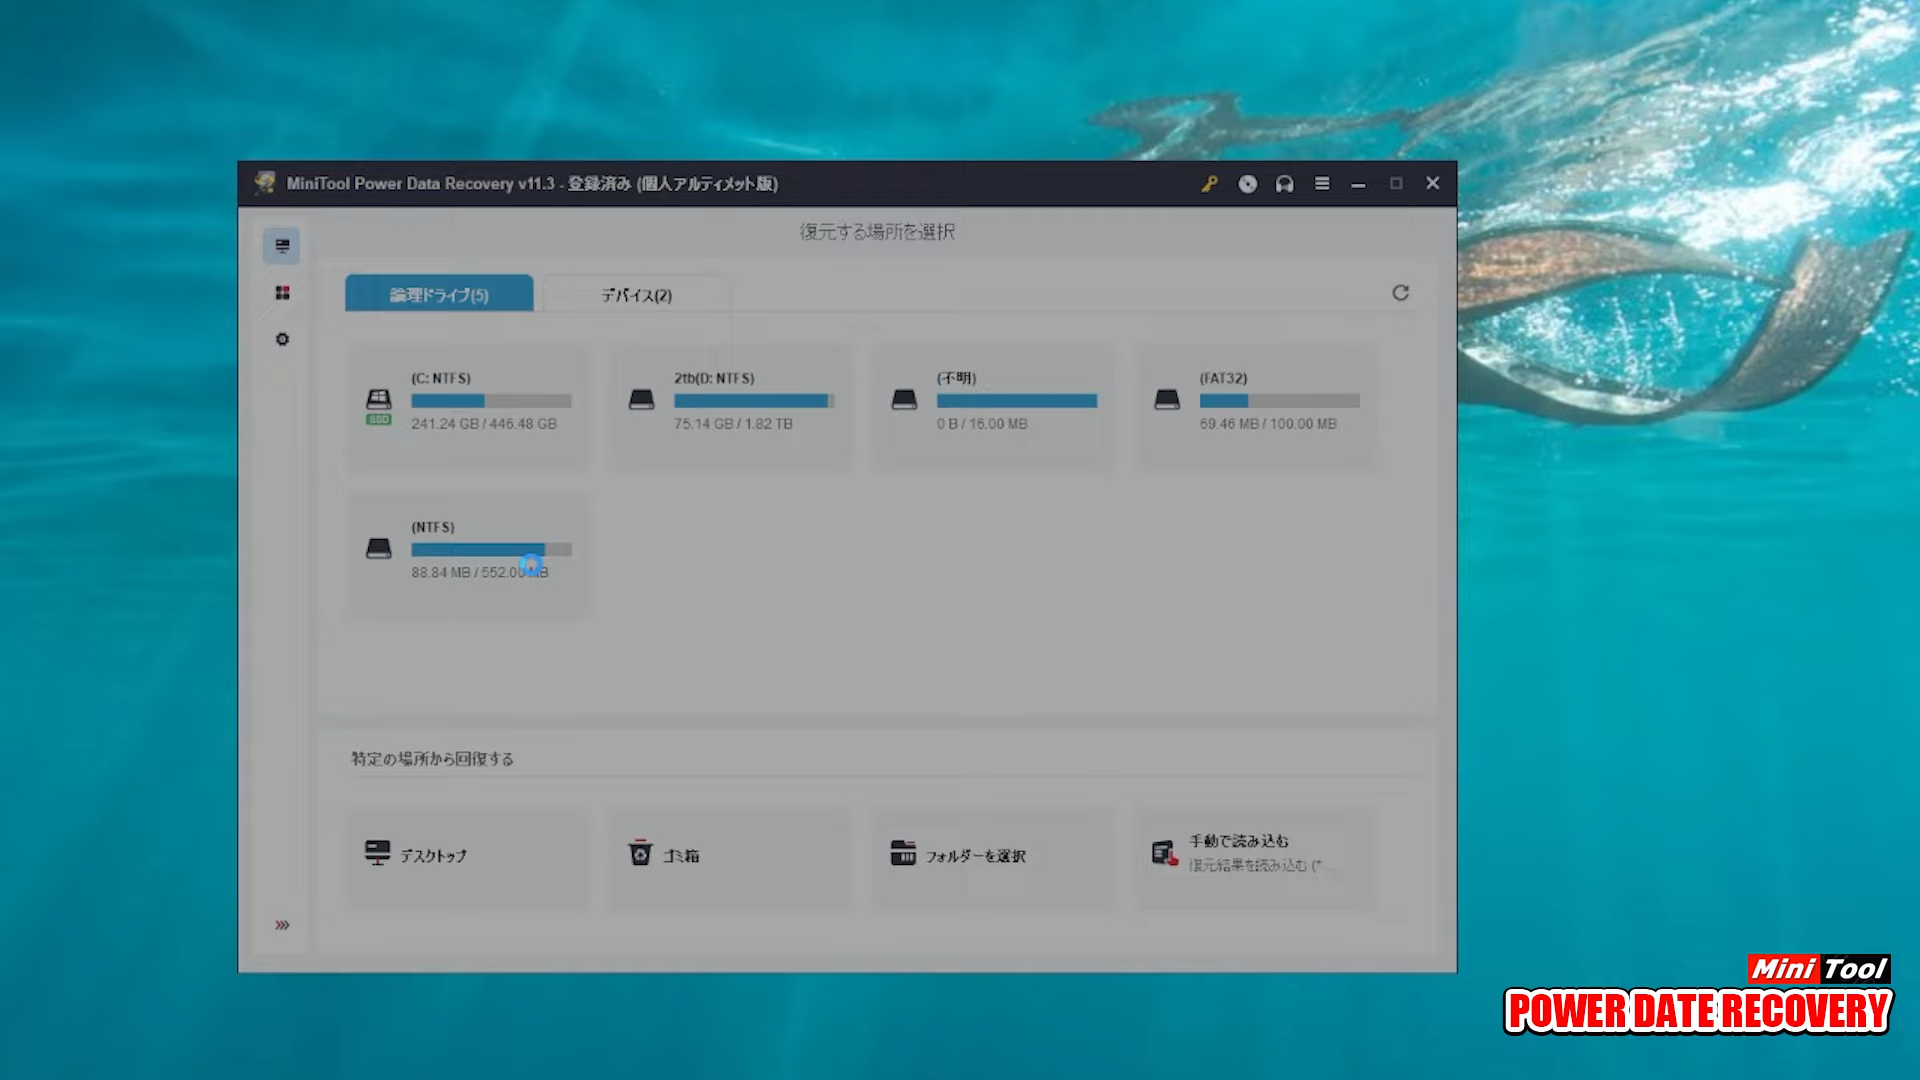 MiniTool Power Data Recovery v11.3 - 登録済み (個人アルティメット版)
復元する場所を選択
論理ドライブ(5)
デバイス(2)
(C: NTFS)
SSD
241.24 GB / 446.48 GB
2tb(D: NTFS)
75.14 GB / 1.82 TB
(不明)
0 B / 16.00 MB
(FAT32)
69.46 MB / 100.00 MB
(NTFS)
88.84 MB / 552.00 MB
特定の場所から回復する
デスクトップ
ゴミ箱
フォルダーを選択
手動で読み込む
復元結果を読み込む (*...
Mini Tool
POWER DATE RECOVERY